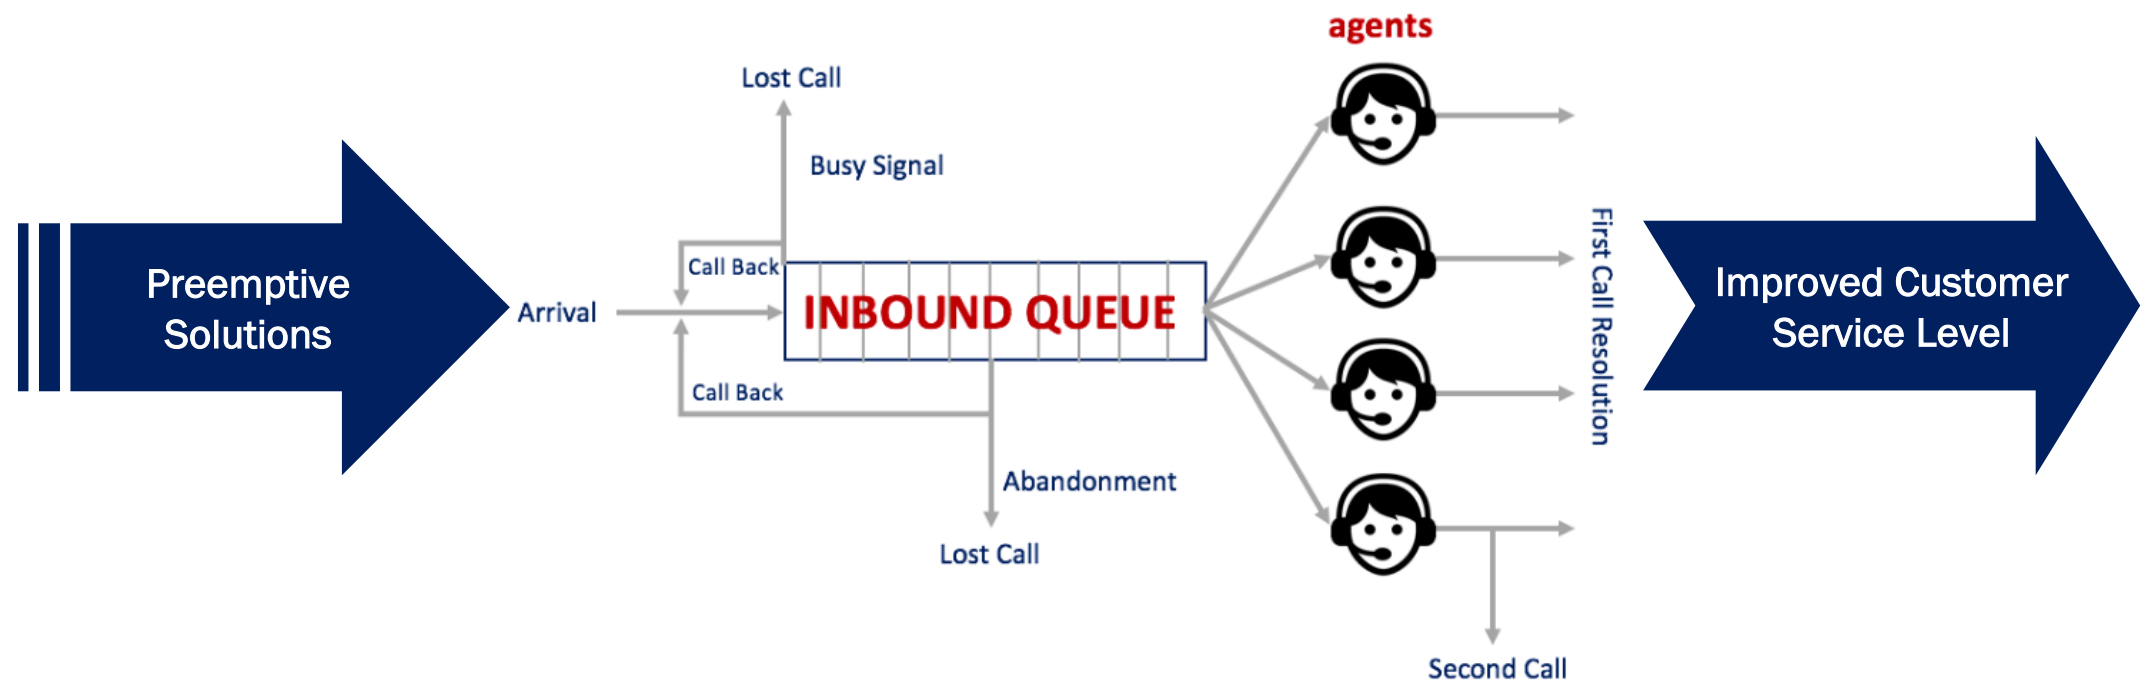 agents
Lost Call
Busy Signal
Call Back
Preemptive
Solutions
Arrival
INBOUND QUEUE
Call Back
Abandonment
Lost Call
First Call Resolution
Second Call
Improved Customer
Service Level